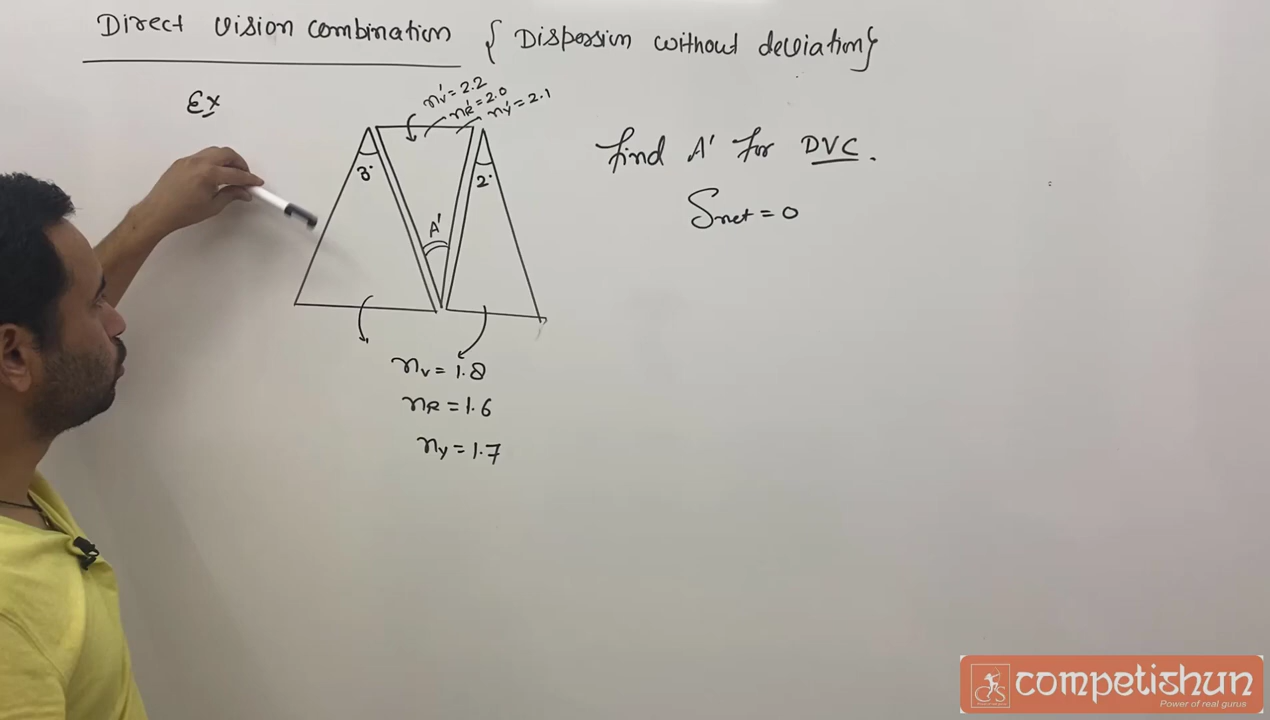 Direct vision combination { Dispersion without deviation }
Ex
n'v = 2.2
n'R = 2.0
n'y = 2.1
3°
2°
A'
find A' for DVC.
δnet = 0
nv = 1.8
nR = 1.6
ny = 1.7
competishun
Power of real gurus